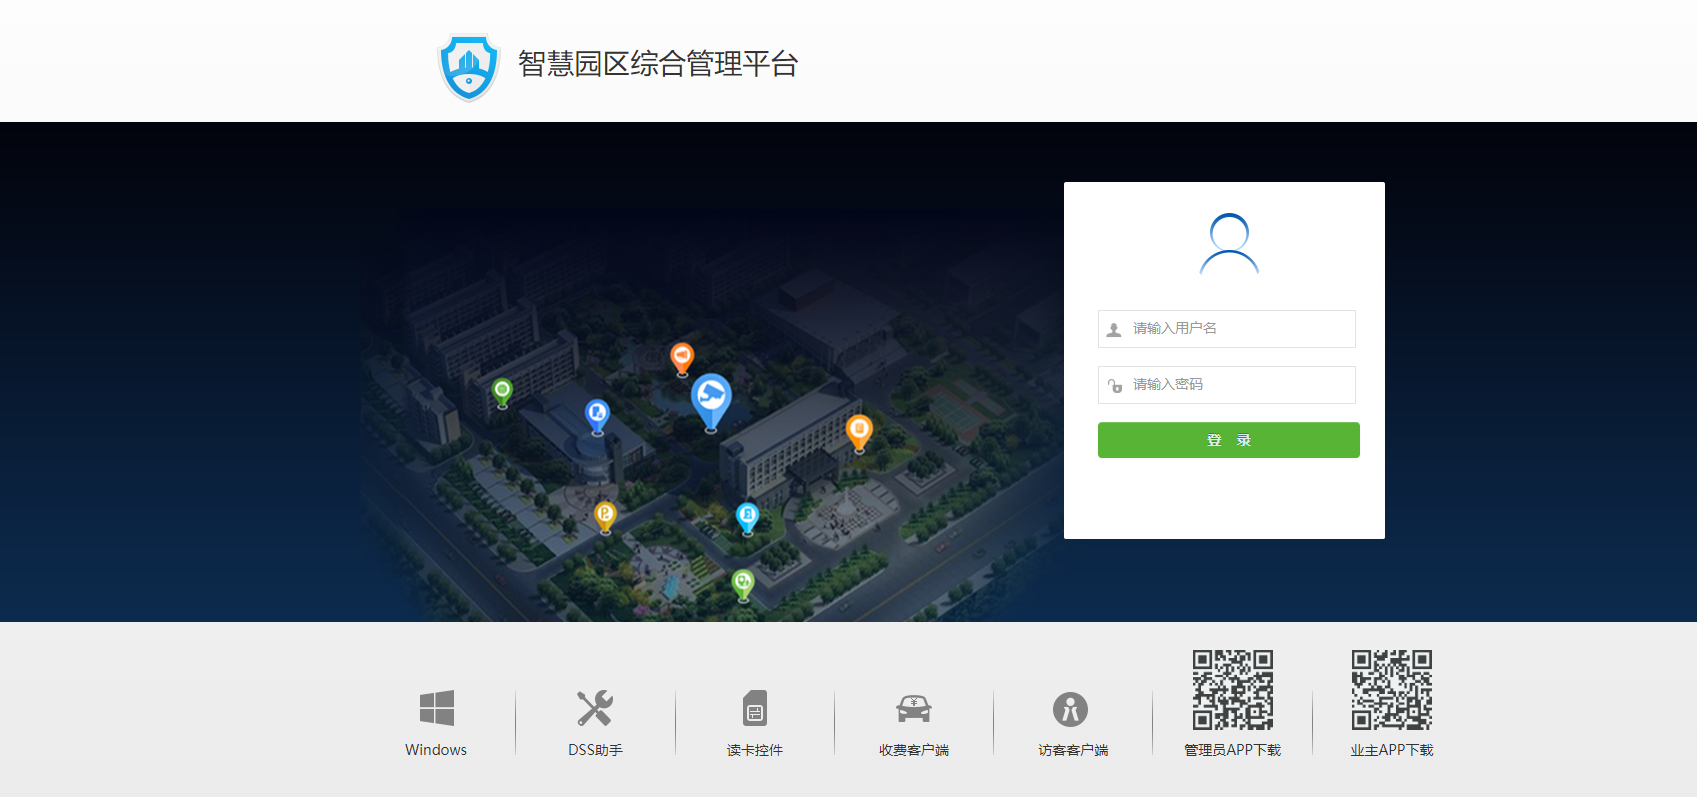 智慧园区综合管理平台
请输入用户名
请输入密码
登 录
Windows
DSS助手
读卡控件
收费客户端
访客客户端
管理员APP下载
业主APP下载